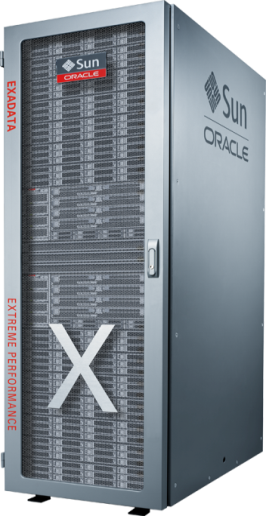 Sun
ORACLE
EXADATA
EXTREME PERFORMANCE
X
Sun
ORACLE